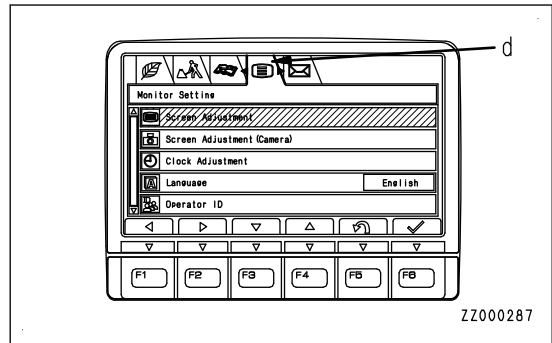 d
Monitor Setting
Screen Adjustment
Screen Adjustment (Camera)
Clock Adjustment
A Language English
Operator ID
F1 F2 F3 F4 F5 F6
ZZ000287